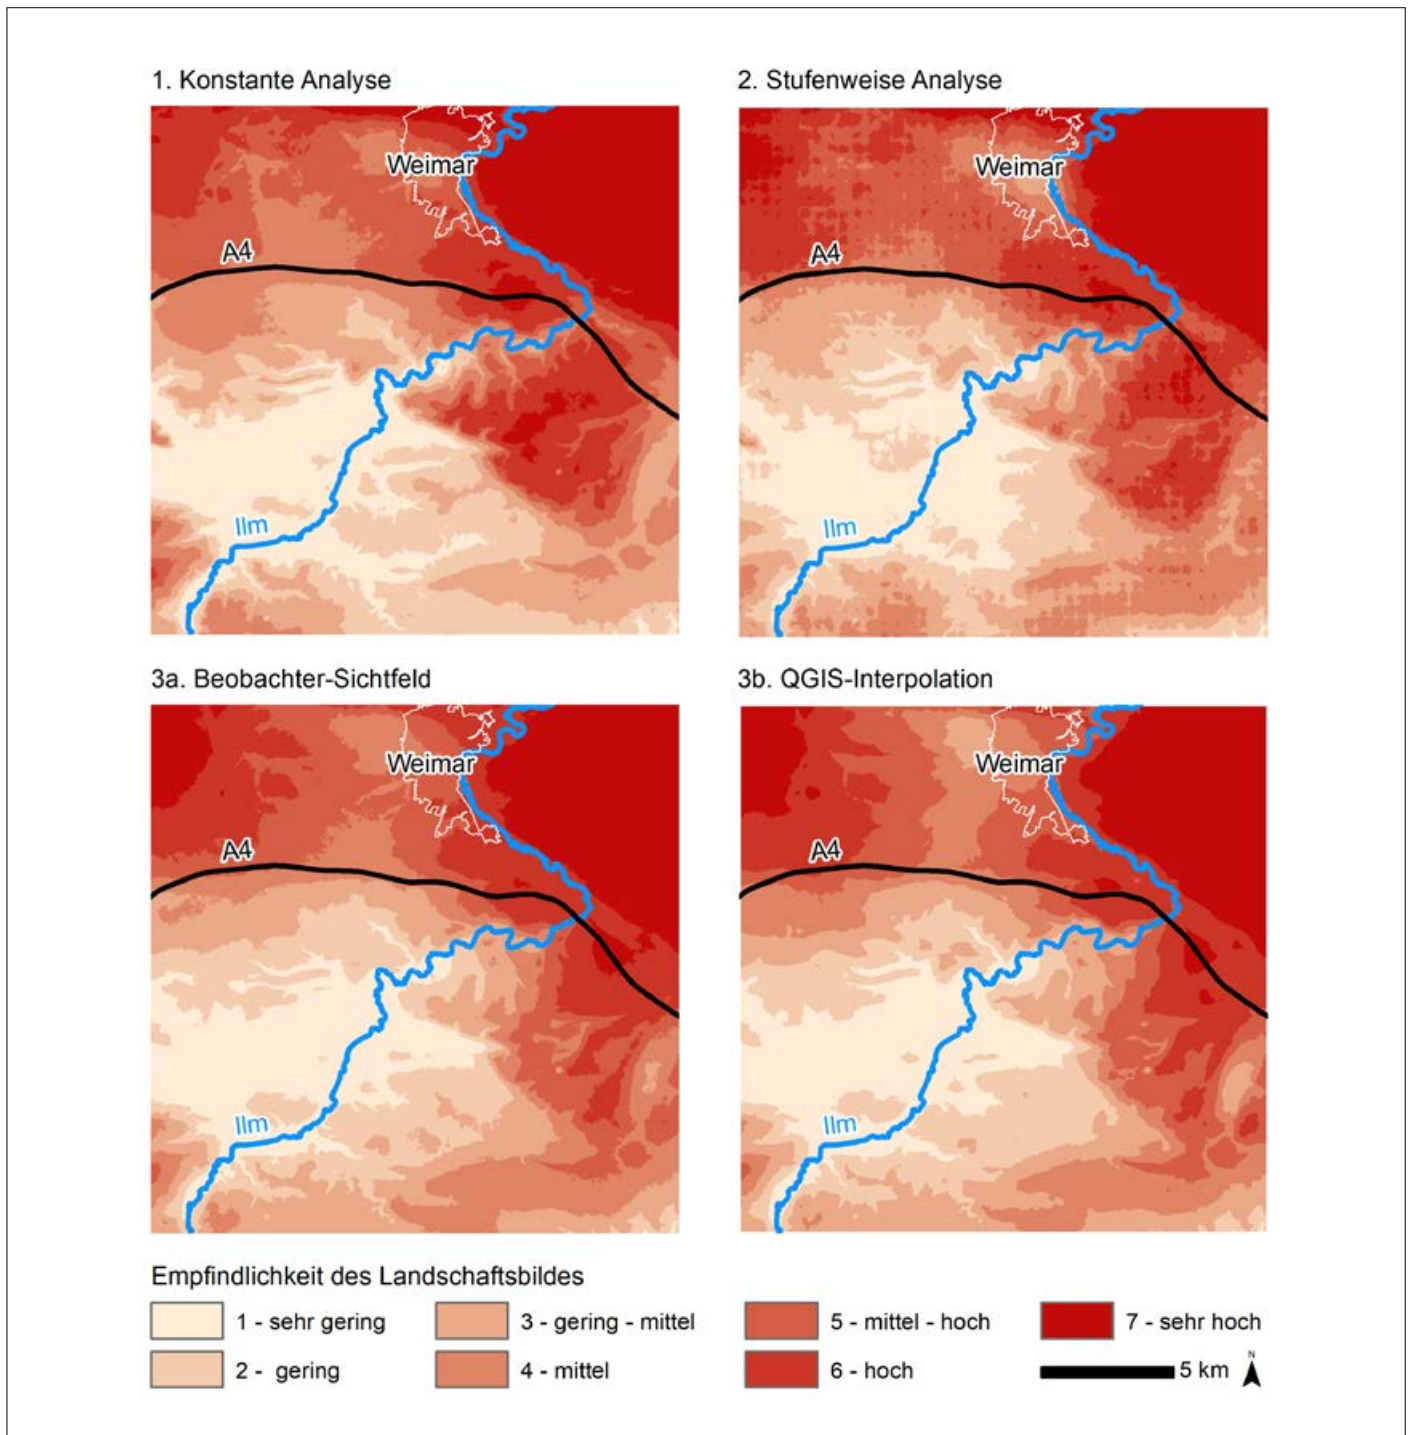 1. Konstante Analyse
2. Stufenweise Analyse
Weimar
A4
Ilm
Weimar
A4
Ilm
3a. Beobachter-Sichtfeld
3b. QGIS-Interpolation
Weimar
A4
Ilm
Weimar
A4
Ilm
Empfindlichkeit des Landschaftsbildes
1 - sehr gering
2 - gering
3 - gering - mittel
4 - mittel
5 - mittel - hoch
6 - hoch
7 - sehr hoch
5 km
N